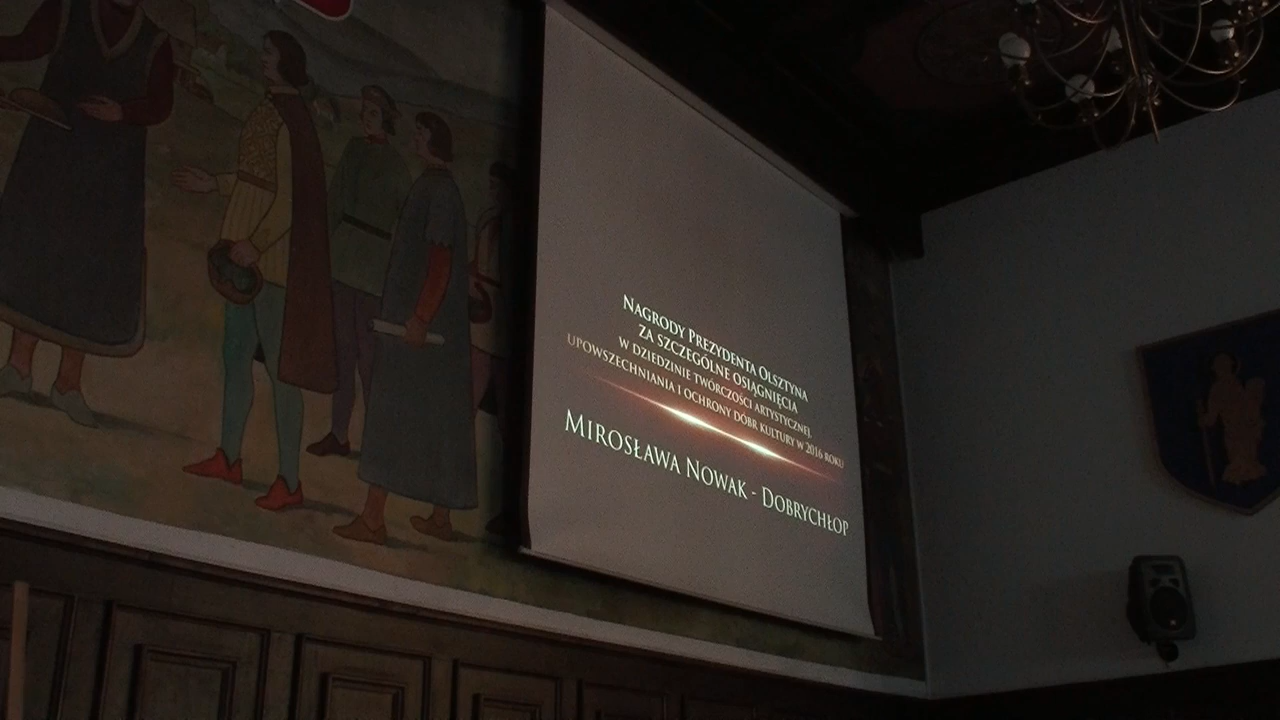 NAGRODY PREZYDENTA OLSZTYNA
ZA SZCZEGÓLNE OSIĄGNIĘCIA
W DZIEDZINIE TWÓRCZOŚCI ARTYSTYCZNEJ,
UPOWSZECHNIANIA I OCHRONY DÓBR KULTURY W 2016 ROKU
MIROSŁAWA NOWAK - DOBRYCHŁOP